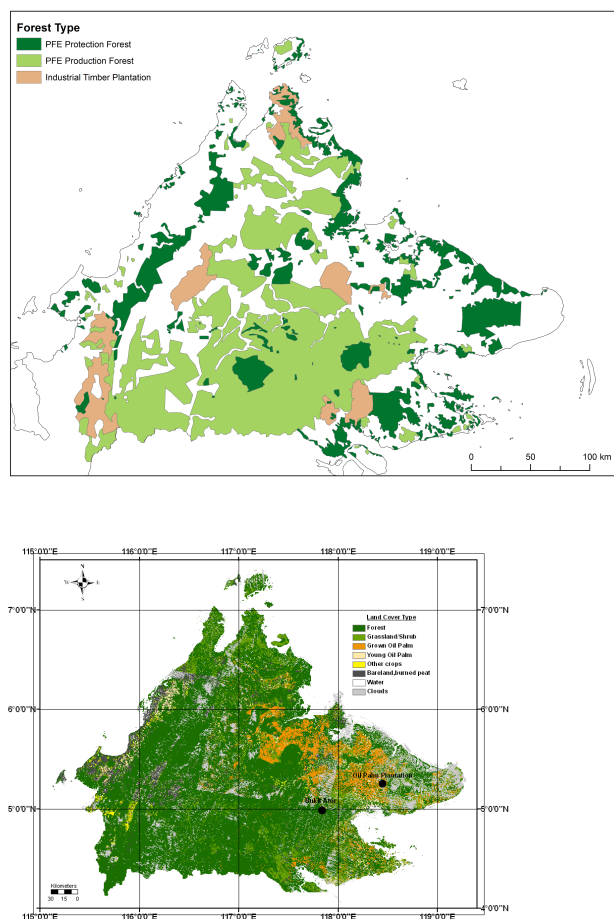 Forest Type
PFE Protection Forest
PFE Production Forest
Industrial Timber Plantation
0 50 100 km
115°0'0"E 116°0'0"E 117°0'0"E 118°0'0"E 119°0'0"E
N
W E
S
7°0'0"N 7°0'0"N
Land Cover Type
Forest
Grassland/Shrub
Grown Oil Palm
Young Oil Palm
Other crops
Bareland,burned peat
Water
Clouds
6°0'0"N 6°0'0"N
Oil Palm Plantation
5°0'0"N 5°0'0"N
Kilometers
30 15 0
4°0'0"N
115°0'0"E 116°0'0"E 117°0'0"E 118°0'0"E 119°0'0"E